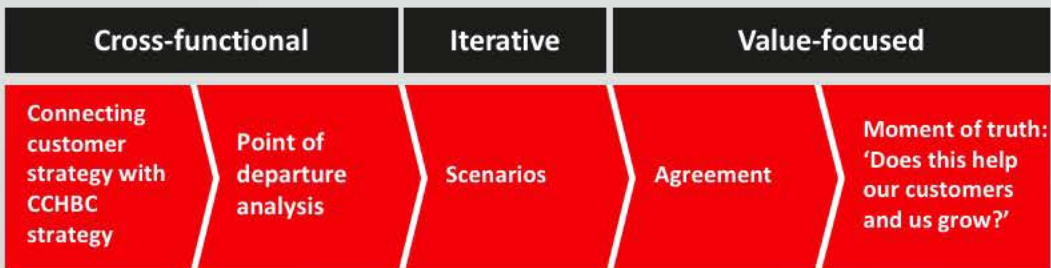 Cross-functional
Iterative
Value-focused
Connecting
customer
strategy with
CCHBC
strategy
Point of
departure
analysis
Scenarios
Agreement
Moment of truth:
‘Does this help
our customers
and us grow?’